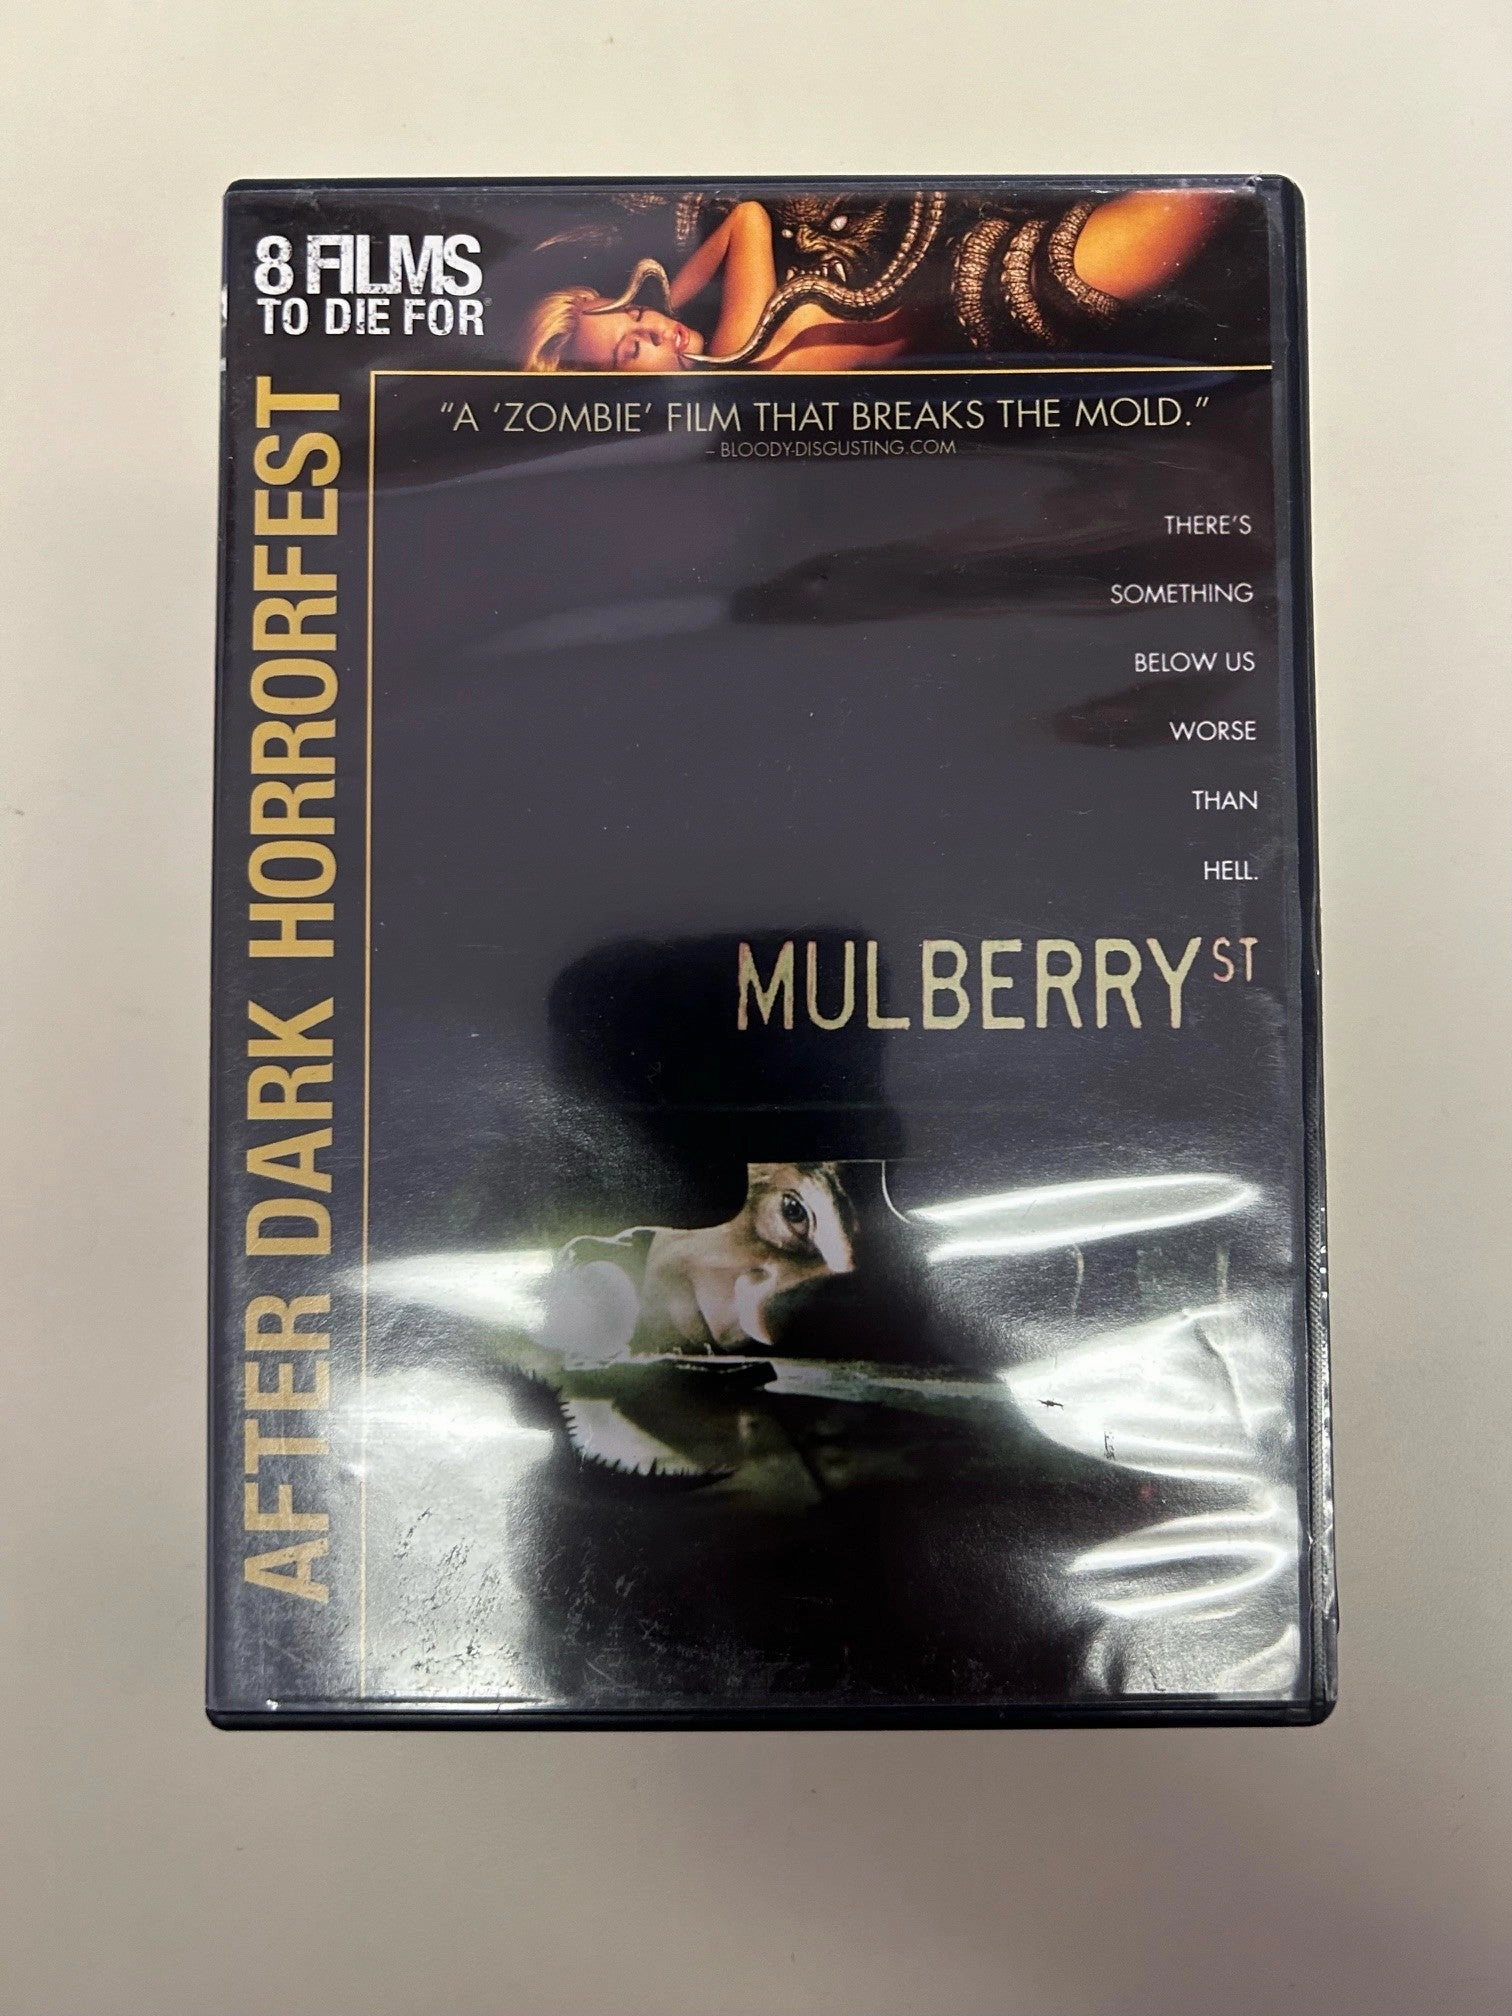 8 FILMS
TO DIE FOR®
AFTER DARK HORRORFEST
“A ‘ZOMBIE’ FILM THAT BREAKS THE MOLD.”
– BLOODY-DISGUSTING.COM
THERE’S
SOMETHING
BELOW US
WORSE
THAN
HELL.
MULBERRY ST